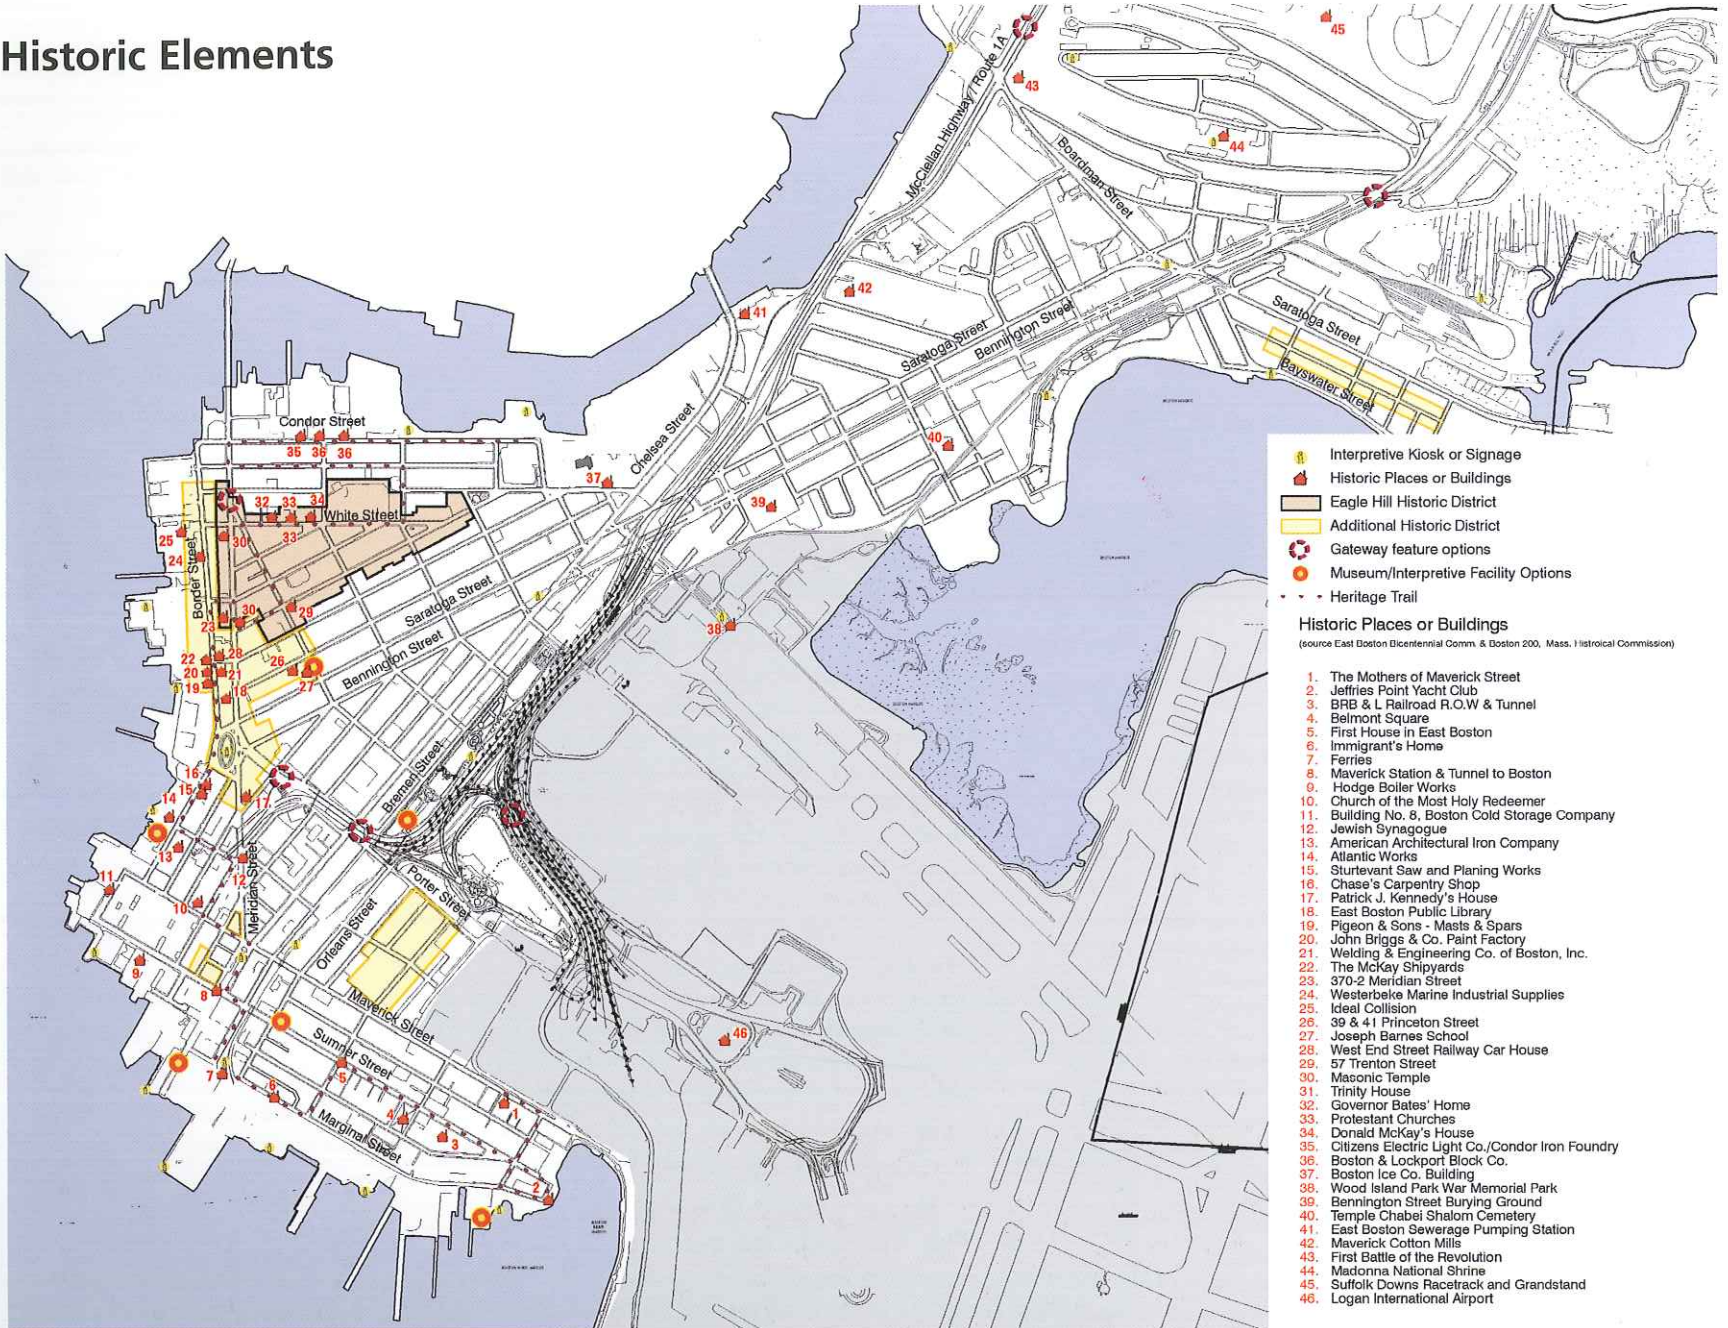 Historic Elements
45
McClellan Highway / Route 1A
43
44
Boardman Street
42
41
Saratoga Street
Saratoga Street
Bennington Street
Bayswater Street
Condor Street
35 36 36
Chelsea Street
40
37
39
32 33 34
White Street
33
25
30
24
Border Street
Saratoga Street
30
29
23
38
28
22
26
Bennington Street
20
21
27
19
18
Bremen Street
16
15
17
14
13
12
Meridian Street
11
Porter Street
10
Orleans Street
9
8
Maverick Street
46
Sumner Street
7
5
6
4
1
Marginal Street
3
2
Interpretive Kiosk or Signage
Historic Places or Buildings
Eagle Hill Historic District
Additional Historic District
Gateway feature options
Museum/Interpretive Facility Options
Heritage Trail
Historic Places or Buildings
(source East Boston Bicentennial Comm. & Boston 200, Mass. Histroical Commission)
1. The Mothers of Maverick Street
2. Jeffries Point Yacht Club
3. BRB & L Railroad R.O.W & Tunnel
4. Belmont Square
5. First House in East Boston
6. Immigrant's Home
7. Ferries
8. Maverick Station & Tunnel to Boston
9. Hodge Boiler Works
10. Church of the Most Holy Redeemer
11. Building No. 8, Boston Cold Storage Company
12. Jewish Synagogue
13. American Architectural Iron Company
14. Atlantic Works
15. Sturtevant Saw and Planing Works
16. Chase's Carpentry Shop
17. Patrick J. Kennedy's House
18. East Boston Public Library
19. Pigeon & Sons - Masts & Spars
20. John Briggs & Co. Paint Factory
21. Welding & Engineering Co. of Boston, Inc.
22. The McKay Shipyards
23. 370-2 Meridian Street
24. Westerbeke Marine Industrial Supplies
25. Ideal Collision
26. 39 & 41 Princeton Street
27. Joseph Barnes School
28. West End Street Railway Car House
29. 57 Trenton Street
30. Masonic Temple
31. Trinity House
32. Governor Bates' Home
33. Protestant Churches
34. Donald McKay's House
35. Citizens Electric Light Co./Condor Iron Foundry
36. Boston & Lockport Block Co.
37. Boston Ice Co. Building
38. Wood Island Park War Memorial Park
39. Bennington Street Burying Ground
40. Temple Chabei Shalom Cemetery
41. East Boston Sewerage Pumping Station
42. Maverick Cotton Mills
43. First Battle of the Revolution
44. Madonna National Shrine
45. Suffolk Downs Racetrack and Grandstand
46. Logan International Airport